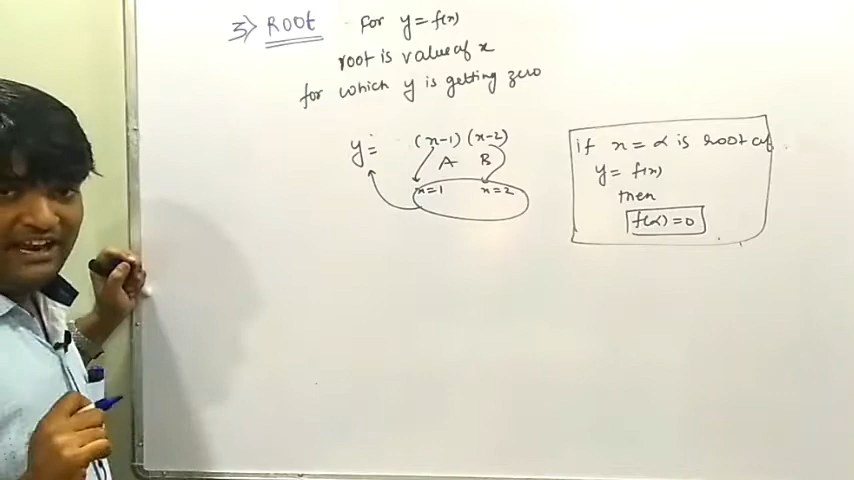 3> Root for y = f(x)
root is value of x
for which y is getting zero
y = (x-1) (x-2)
A B
x=1 x=2
if x = α is root of
y = f(x)
then
f(α) = 0